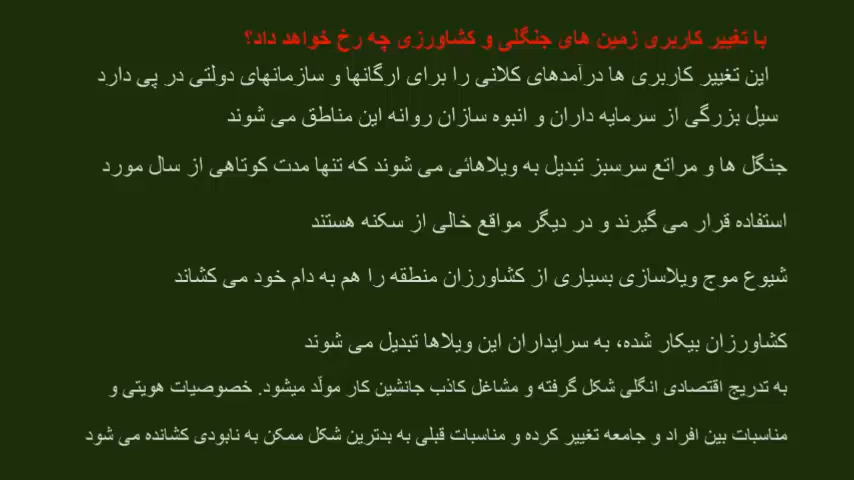 با تغییر کاربری زمین های جنگلی و کشاورزی چه رخ خواهد داد؟
این تغییر کاربری ها درآمدهای کلانی را برای ارگانها و سازمانهای دولتی در پی دارد
سیل بزرگی از سرمایه داران و انبوه سازان روانه این مناطق می شوند
جنگل ها و مراتع سرسبز تبدیل به ویلاهائی می شوند که تنها مدت کوتاهی از سال مورد
استفاده قرار می گیرند و در دیگر مواقع خالی از سکنه هستند
شیوع موج ویلاسازی بسیاری از کشاورزان منطقه را هم به دام خود می کشاند
کشاورزان بیکار شده، به سرایداران این ویلاها تبدیل می شوند
به تدریج اقتصادی انگلی شکل گرفته و مشاغل کاذب جانشین کار مولّد میشود. خصوصیات هویتی و
مناسبات بین افراد و جامعه تغییر کرده و مناسبات قبلی به بدترین شکل ممکن به نابودی کشانده می شود